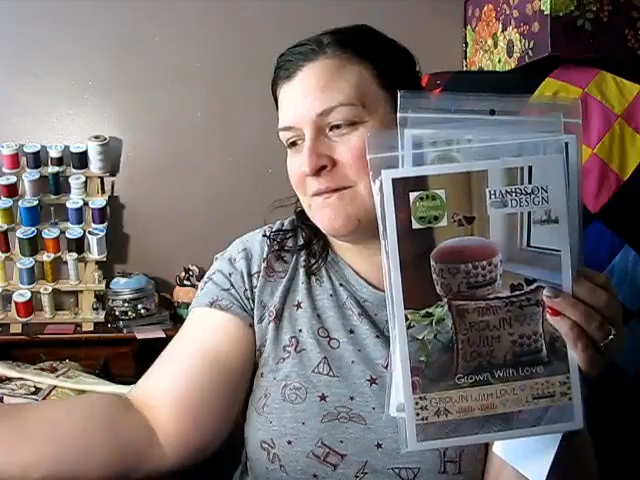 HANDS ON
DESIGN
GROWN
WITH
LOVE
Grown With Love
GROWN WITH LOVE
H
H